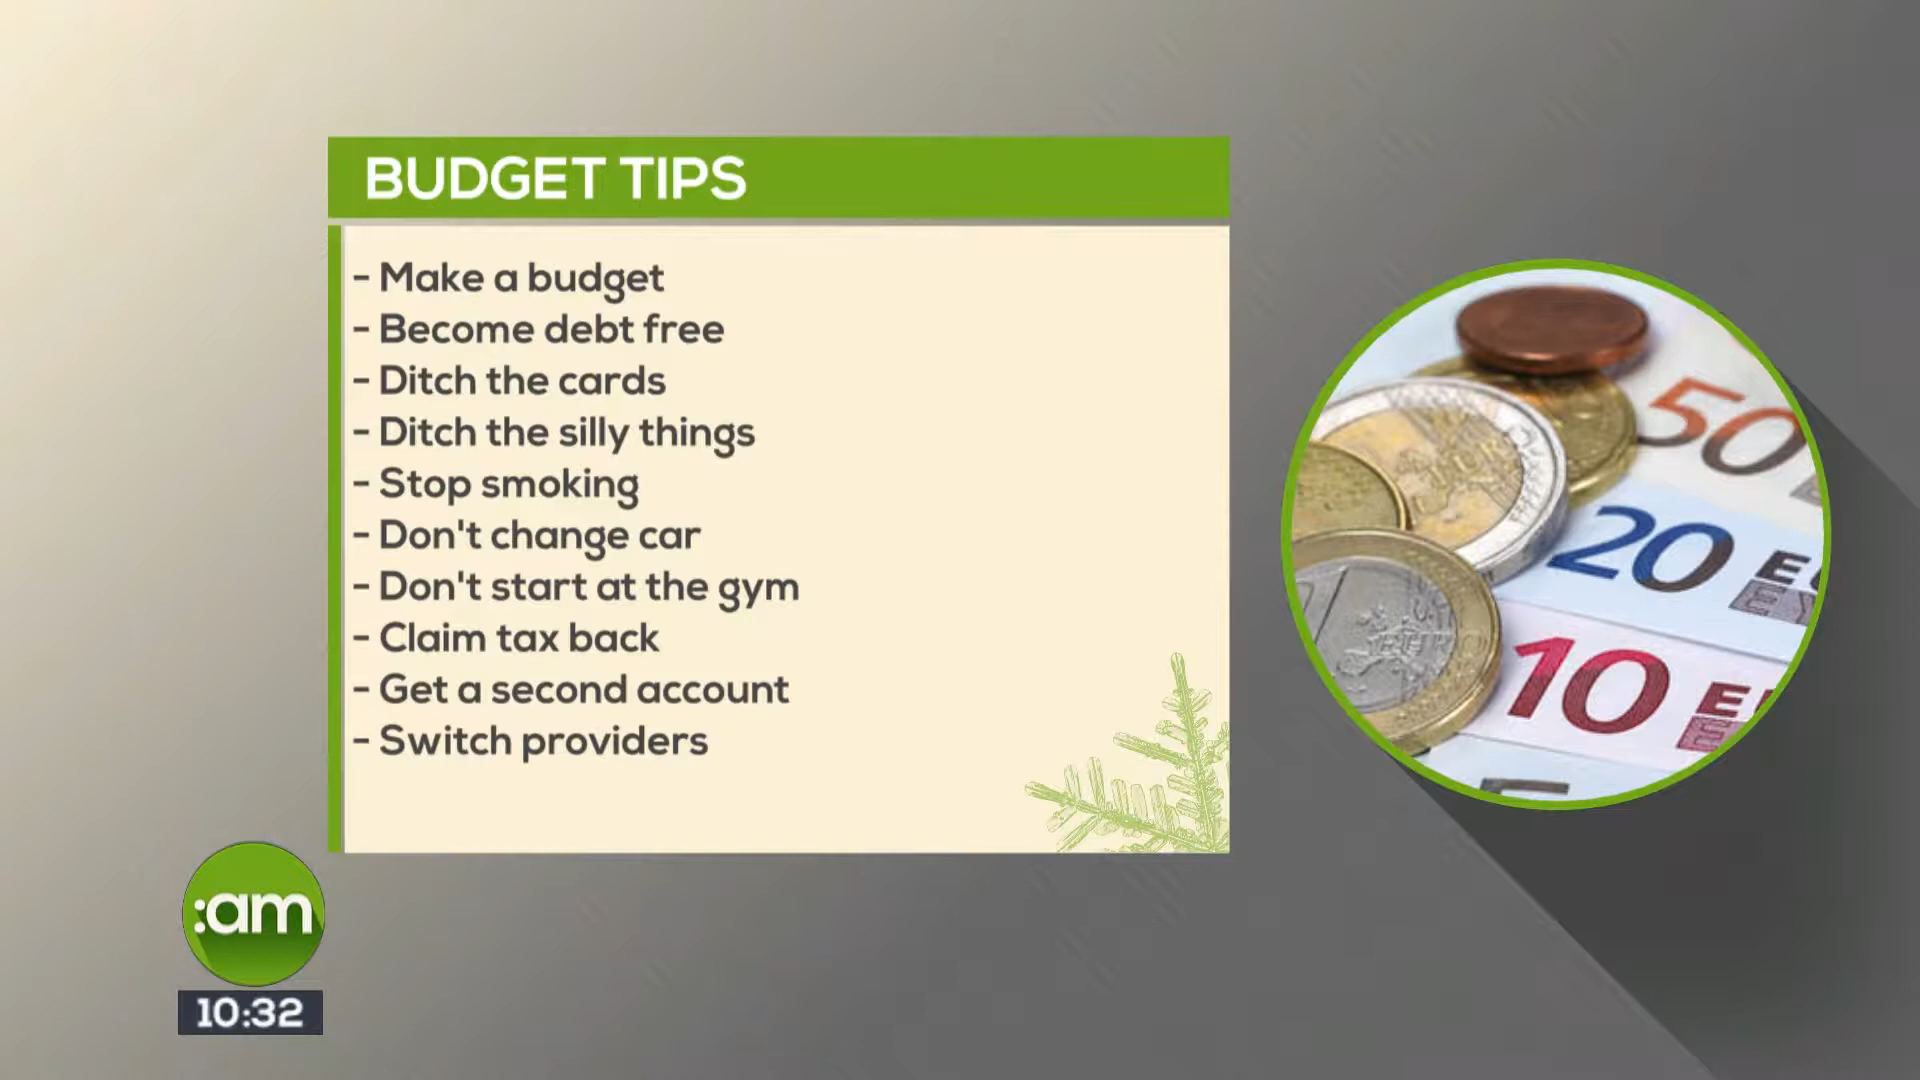 BUDGET TIPS
- Make a budget
- Become debt free
- Ditch the cards
- Ditch the silly things
- Stop smoking
- Don't change car
- Don't start at the gym
- Claim tax back
- Get a second account
- Switch providers
50
20
10
:am
10:32